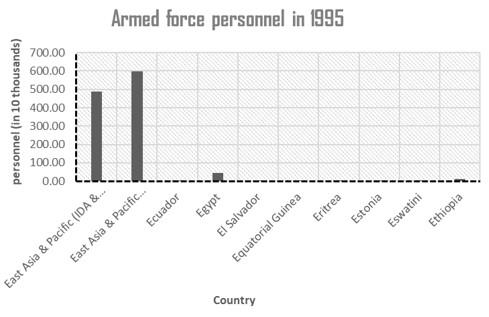 Armed force personnel in 1995
personnel (in 10 thousands)
700.00
600.00
500.00
400.00
300.00
200.00
100.00
0.00
East Asia & Pacific (IDA &...
East Asia & Pacific...
Ecuador
Egypt
El Salvador
Equatorial Guinea
Eritrea
Estonia
Eswatini
Ethiopia
Country